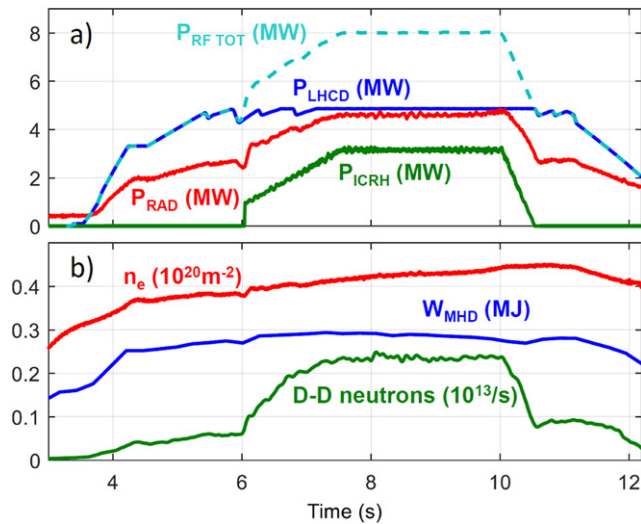 a)
P_RF TOT (MW)
P_LHCD (MW)
P_RAD (MW)
P_ICRH (MW)
8
6
4
2
0
b)
n_e (10^20m^-2)
W_MHD (MJ)
D-D neutrons (10^13/s)
0.4
0.3
0.2
0.1
0
4 6 8 10 12
Time (s)